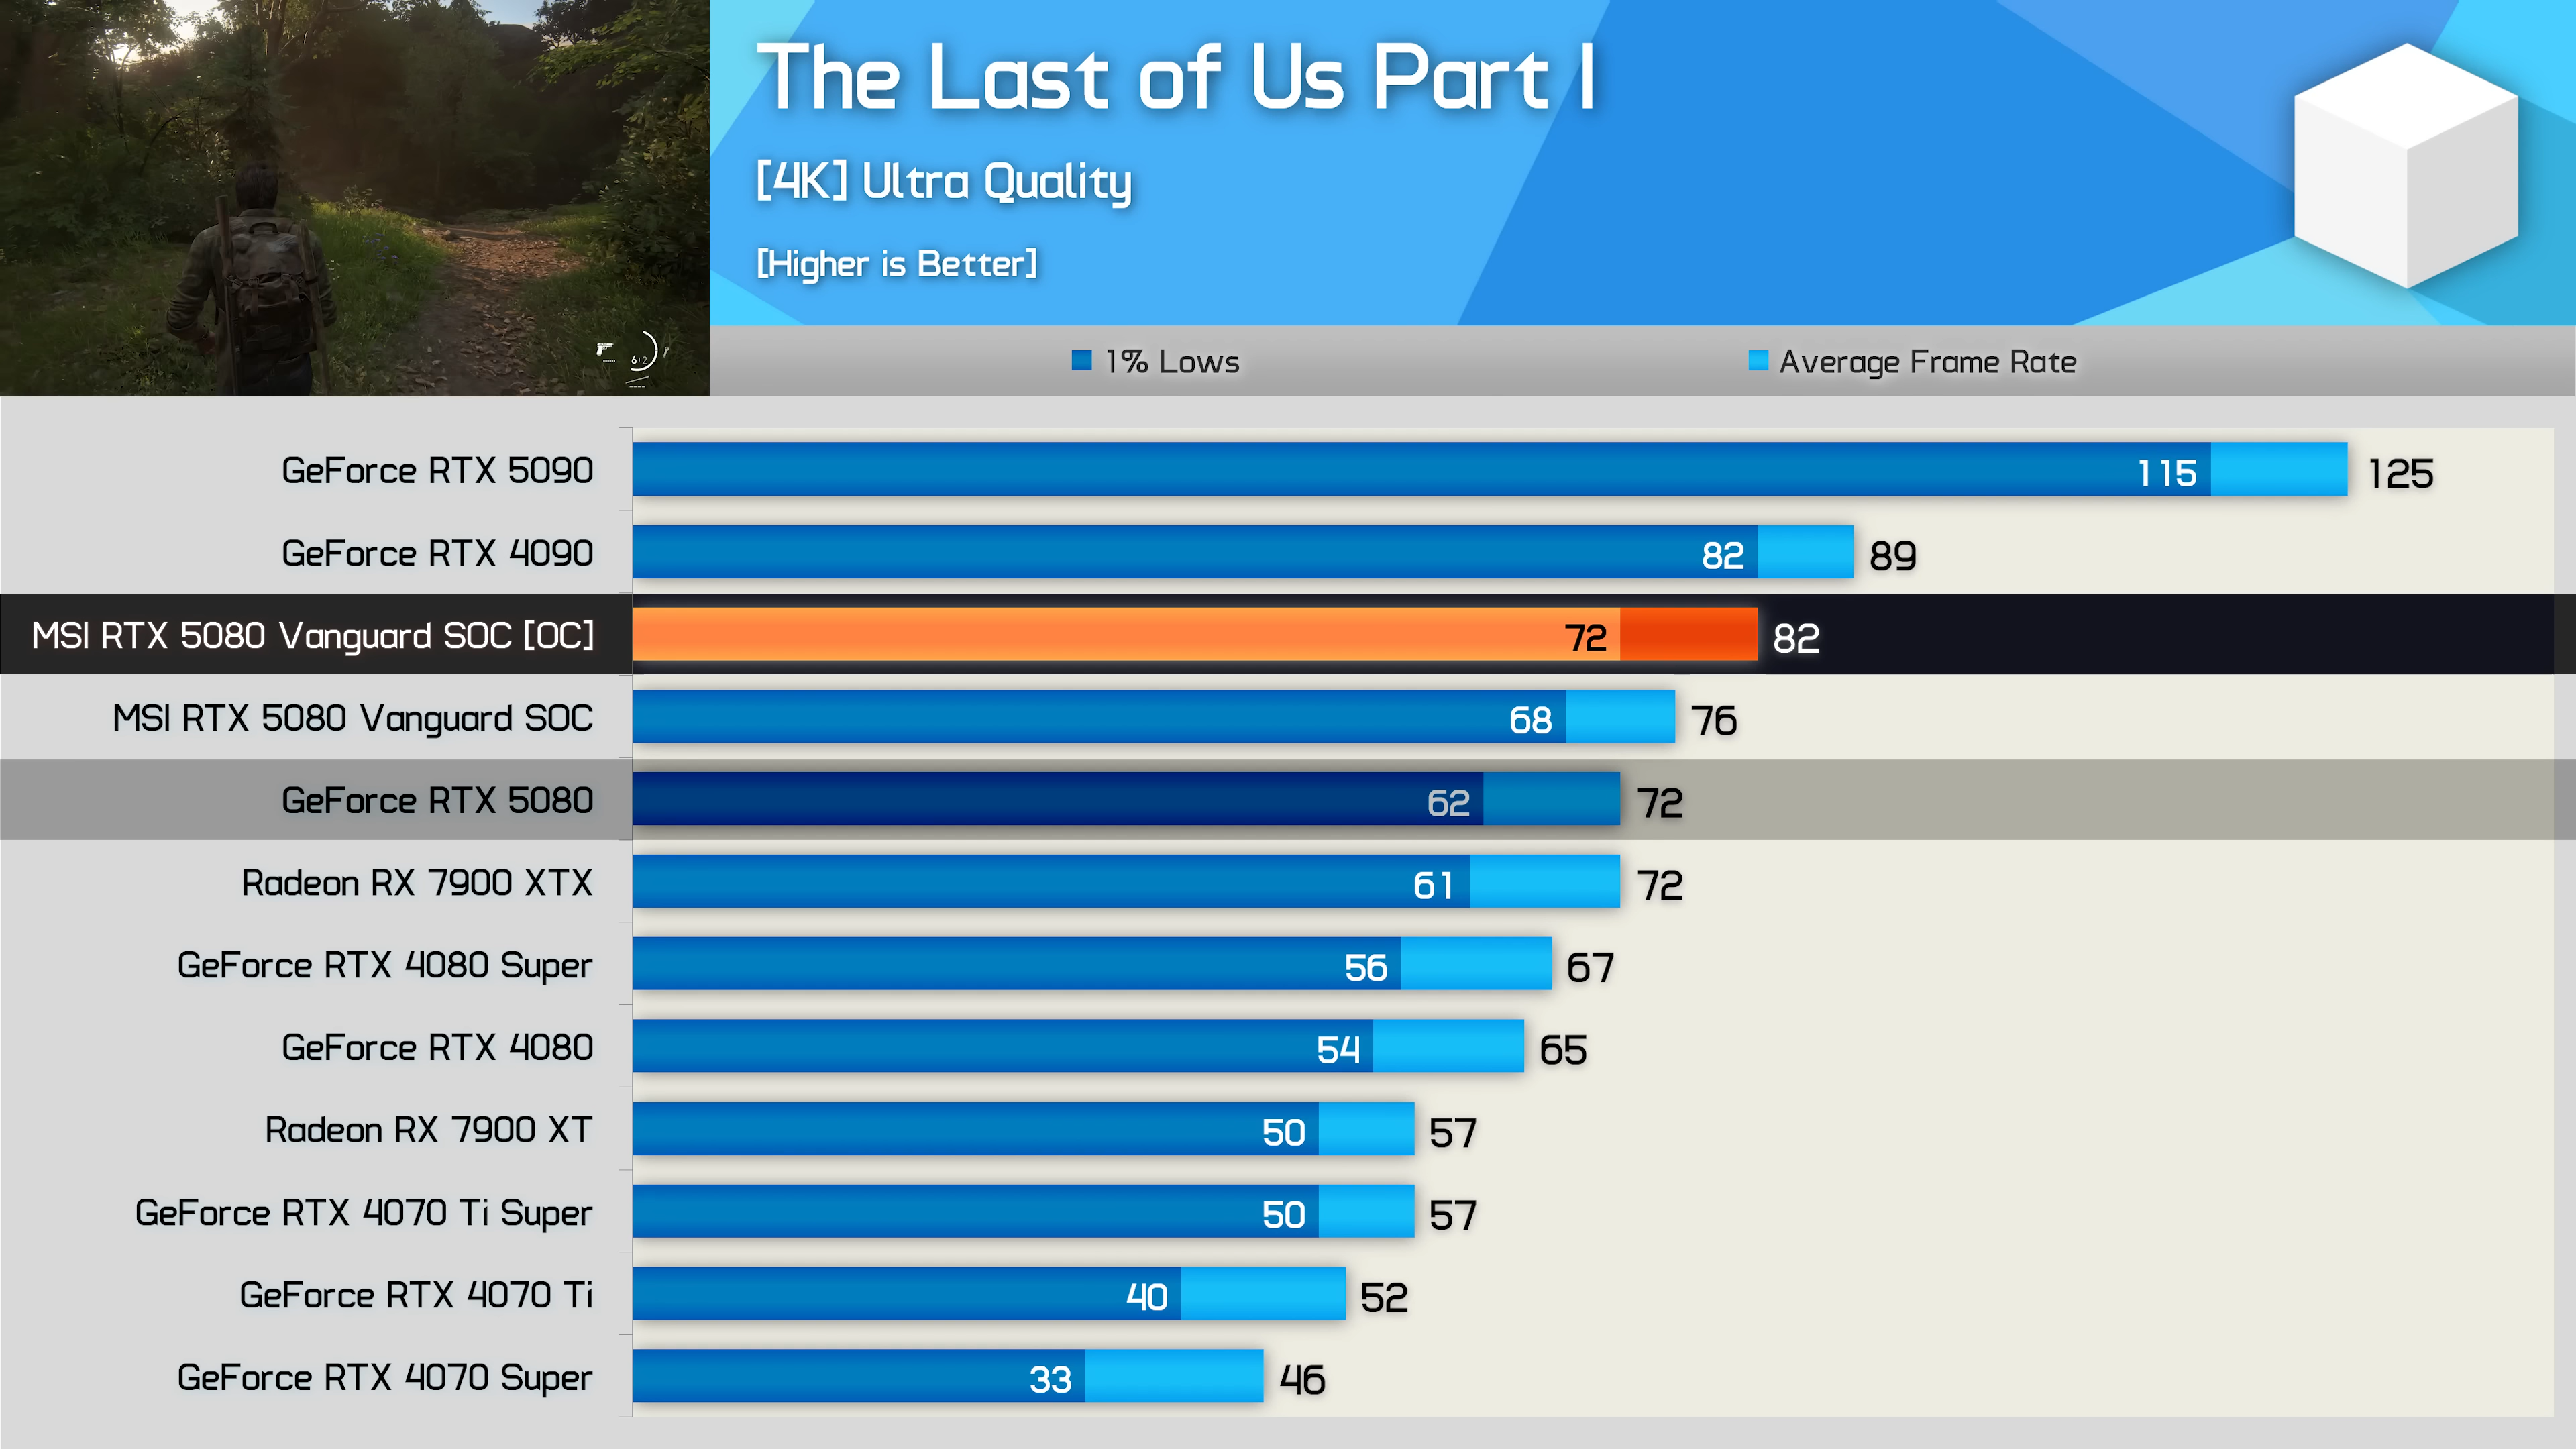 The Last of Us Part I
[4K] Ultra Quality
[Higher is Better]
1% Lows
Average Frame Rate
GeForce RTX 5090 115 125
GeForce RTX 4090 82 89
MSI RTX 5080 Vanguard SOC [OC] 72 82
MSI RTX 5080 Vanguard SOC 68 76
GeForce RTX 5080 62 72
Radeon RX 7900 XTX 61 72
GeForce RTX 4080 Super 56 67
GeForce RTX 4080 54 65
Radeon RX 7900 XT 50 57
GeForce RTX 4070 Ti Super 50 57
GeForce RTX 4070 Ti 40 52
GeForce RTX 4070 Super 33 46